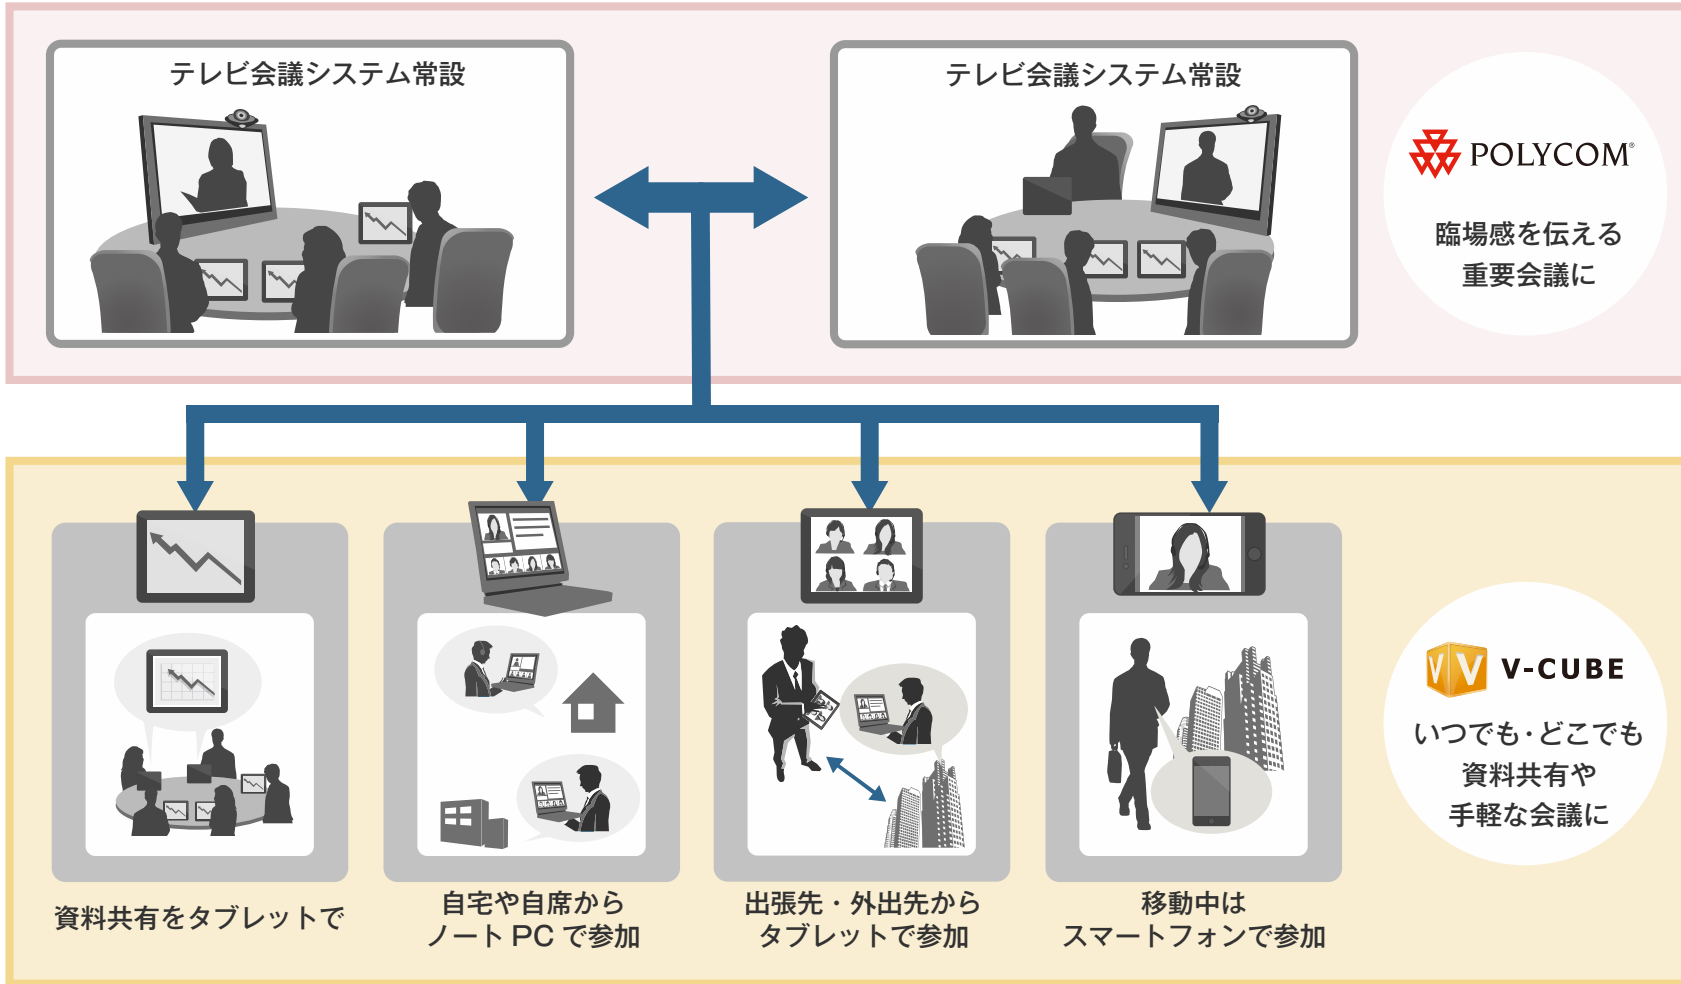 テレビ会議システム常設
テレビ会議システム常設
POLYCOM®
臨場感を伝える
重要会議に
V-CUBE
いつでも・どこでも
資料共有や
手軽な会議に
資料共有をタブレットで
自宅や自席から
ノート PC で参加
出張先・外出先から
タブレットで参加
移動中は
スマートフォンで参加